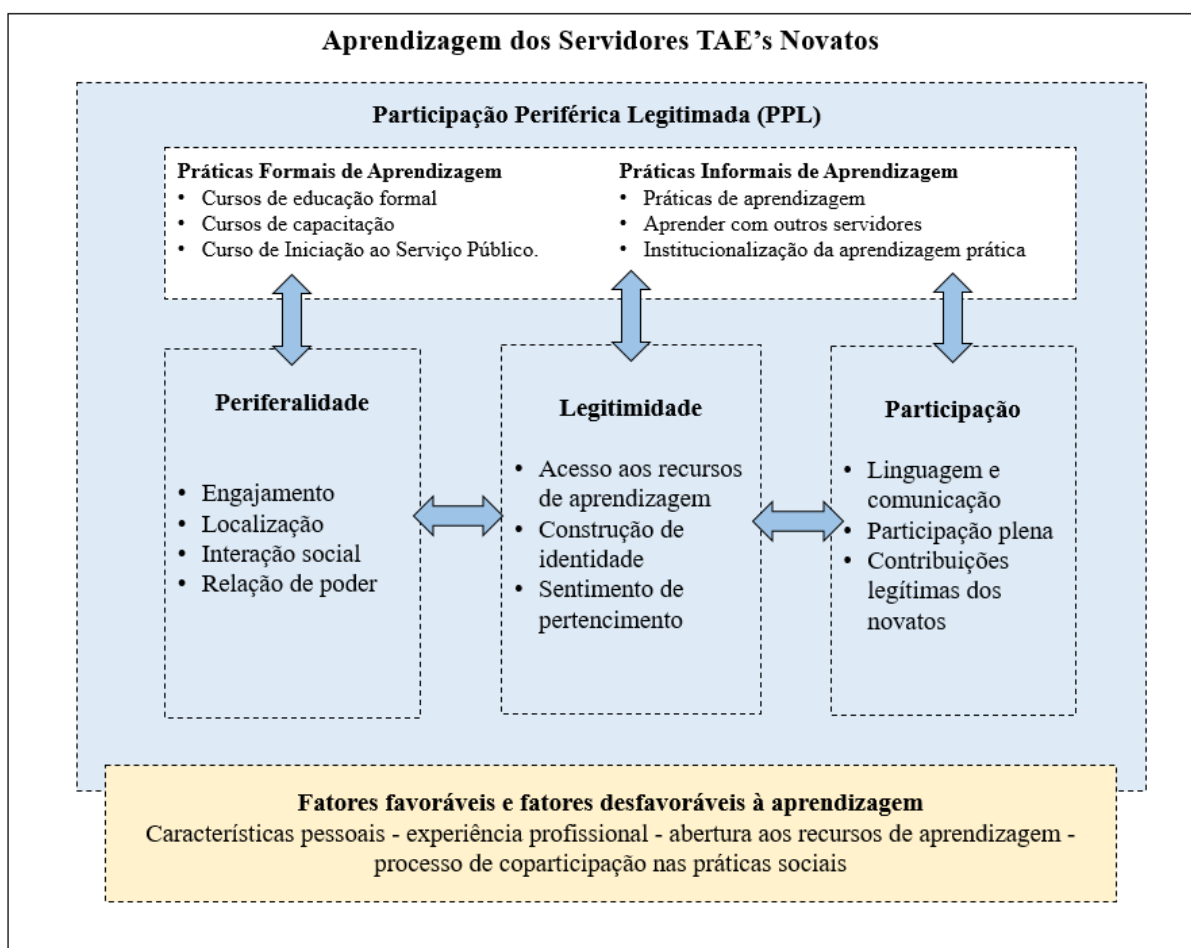 Aprendizagem dos Servidores TAE's Novatos
Participação Periférica Legitimada (PPL)
Práticas Formais de Aprendizagem
• Cursos de educação formal
• Cursos de capacitação
• Curso de Iniciação ao Serviço Público.
Práticas Informais de Aprendizagem
• Práticas de aprendizagem
• Aprender com outros servidores
• Institucionalização da aprendizagem prática
Periferalidade
• Engajamento
• Localização
• Interação social
• Relação de poder
Legitimidade
• Acesso aos recursos
de aprendizagem
• Construção de
identidade
• Sentimento de
pertencimento
Participação
• Linguagem e
comunicação
• Participação plena
• Contribuições
legítimas dos
novatos
Fatores favoráveis e fatores desfavoráveis à aprendizagem
Características pessoais - experiência profissional - abertura aos recursos de aprendizagem -
processo de coparticipação nas práticas sociais